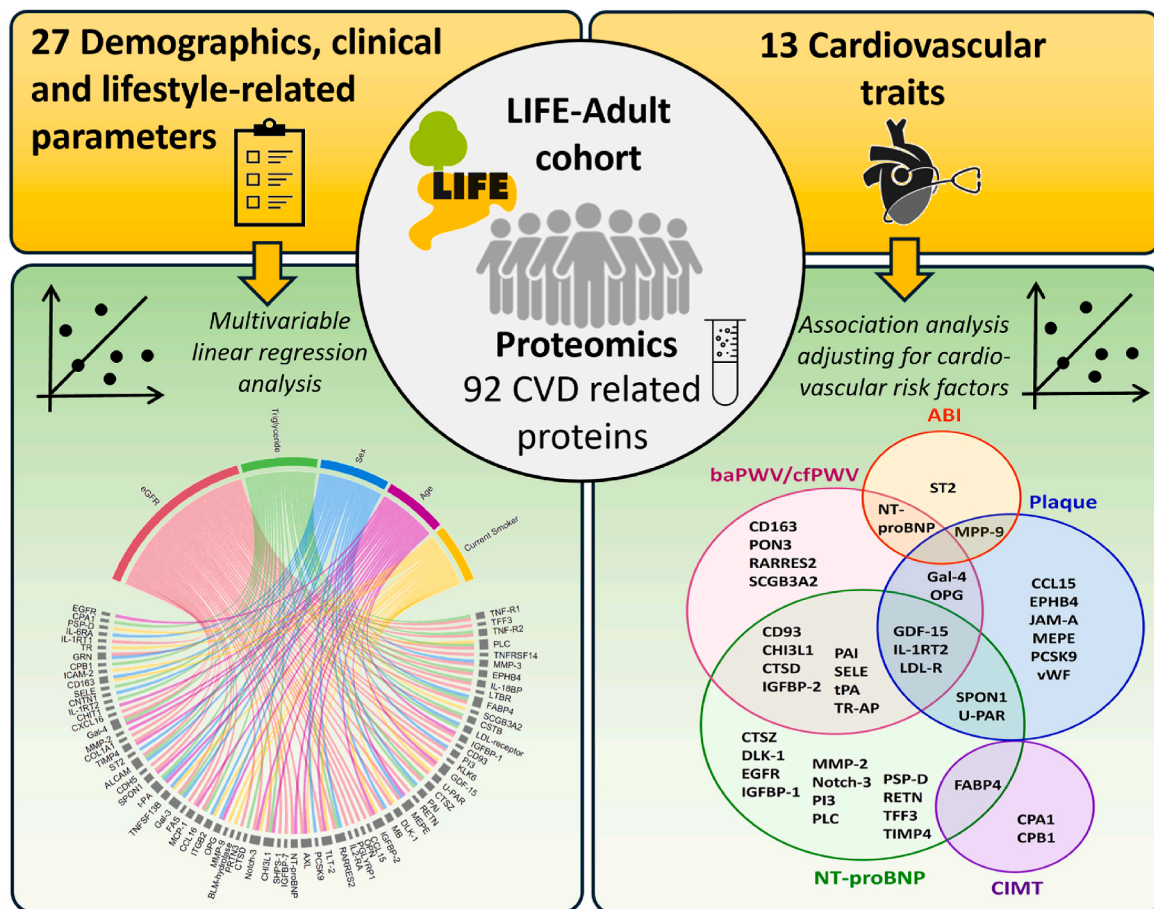 27 Demographics, clinical
and lifestyle-related
parameters
LIFE-Adult
cohort
LIFE
Proteomics
92 CVD related
proteins
13 Cardiovascular
traits
Multivariable
linear regression
analysis
eGFR
Triglyceride
Sex
Age
Current Smoker
EGFR
CPA1
PSP-D
IL-6RA
IL-1RT1
TR
GRN
CPB1
ICAM-2
CD163
SELE
CNTN1
IL-1RT2
CHIT1
CXCL16
Gal-4
MMP-2
COL1A1
TIMP4
ST2
ALCAM
CDH5
SPON1
t-PA
TNFSF13B
Gal-3
FAS
MCP-1
CCL16
ITGB2
OPG
MMP-9
BLM-hydrolase
PRTN3
CTSD
Notch-3
CHI3L1
SHPS-1
IGFBP-7
NT-proBNP
AXL
PCSK9
TLT-2
RARRES2
IL2-RA
PGLYRP1
OPN
CCL15
IGFBP-2
MB
DLK-1
MEPE
RETN
PAI
CTSZ
U-PAR
GDF-15
KLK6
PI3
CD93
IGFBP-1
LDL-receptor
CSTB
SCGB3A2
FABP4
LTBR
IL-18BP
EPHB4
MMP-3
TNFRSF14
PLC
TNF-R2
TFF3
TNF-R1
Association analysis
adjusting for cardio-
vascular risk factors
ABI
baPWV/cfPWV
Plaque
ST2
NT-
proBNP
MPP-9
CD163
PON3
RARRES2
SCGB3A2
Gal-4
OPG
CCL15
EPHB4
JAM-A
MEPE
PCSK9
vWF
GDF-15
IL-1RT2
LDL-R
CD93
CHI3L1
CTSD
IGFBP-2
PAI
SELE
tPA
TR-AP
SPON1
U-PAR
CTSZ
DLK-1
EGFR
IGFBP-1
MMP-2
Notch-3
PI3
PLC
PSP-D
RETN
TFF3
TIMP4
FABP4
CPA1
CPB1
NT-proBNP
CIMT